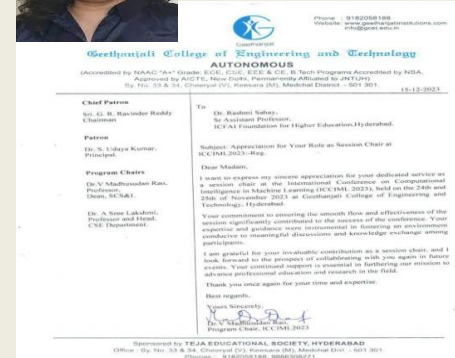 Phone : 9182058189
Website: www.geethanjaliinstitutions.com
info@gcet.edu.in
Geethanjali
Geethanjali College of Engineering and Technology
AUTONOMOUS
(Accredited by NAAC "A+" Grade: ECE, CSE, EEE & CE, B.Tech Programs Accredited by NBA,
Approved by AICTE, New Delhi, Permanently Affiliated to JNTUH)
Sy. No: 33 & 34, Cheeryal (V), Keesara (M), Medchal District. - 501 301.
15-12-2023
Chief Patron
Sri. G. R. Ravinder Reddy
Chairman
Patron
Dr. S. Udaya Kumar,
Principal.
Program Chairs
Dr.V Madhusudan Rao,
Professor,
Dean, SCS&I.
Dr. A Sree Lakshmi,
Professor and Head,
CSE Department.
To
Dr. Rashmi Sahay,
Sr Assistant Professor,
ICFAI Foundation for Higher Education,Hyderabad.
Subject: Appreciation for Your Role as Session Chair at
ICCIML2023-Reg.
Dear Madam,
I want to express my sincere appreciation for your dedicated service as
a session chair at the International Conference on Computational
Intelligence in Machine Learning (ICCIML 2023), held on the 24th and
25th of November 2023 at Geethanjali College of Engineering and
Technology, Hyderabad.
Your commitment to ensuring the smooth flow and effectiveness of the
session significantly contributed to the success of the conference. Your
expertise and guidance were instrumental in fostering an environment
conducive to meaningful discussions and knowledge exchange among
participants.
I am grateful for your invaluable contribution as a session chair, and I
look forward to the prospect of collaborating with you again in future
events. Your continued support is essential in furthering our mission to
advance professional education and research in the field.
Thank you once again for your time and expertise.
Best regards,
Yours Sincerely,
Dr.V Madhusudan Rao,
Program Chair, ICCIML2023
Sponsored by TEJA EDUCATIONAL SOCIETY, HYDERABAD
Office : Sy. No: 33 & 34, Cheeryal (V), Keesara (M), Medchal Dist - 501 301
Phones : 9182058188, 9866308271